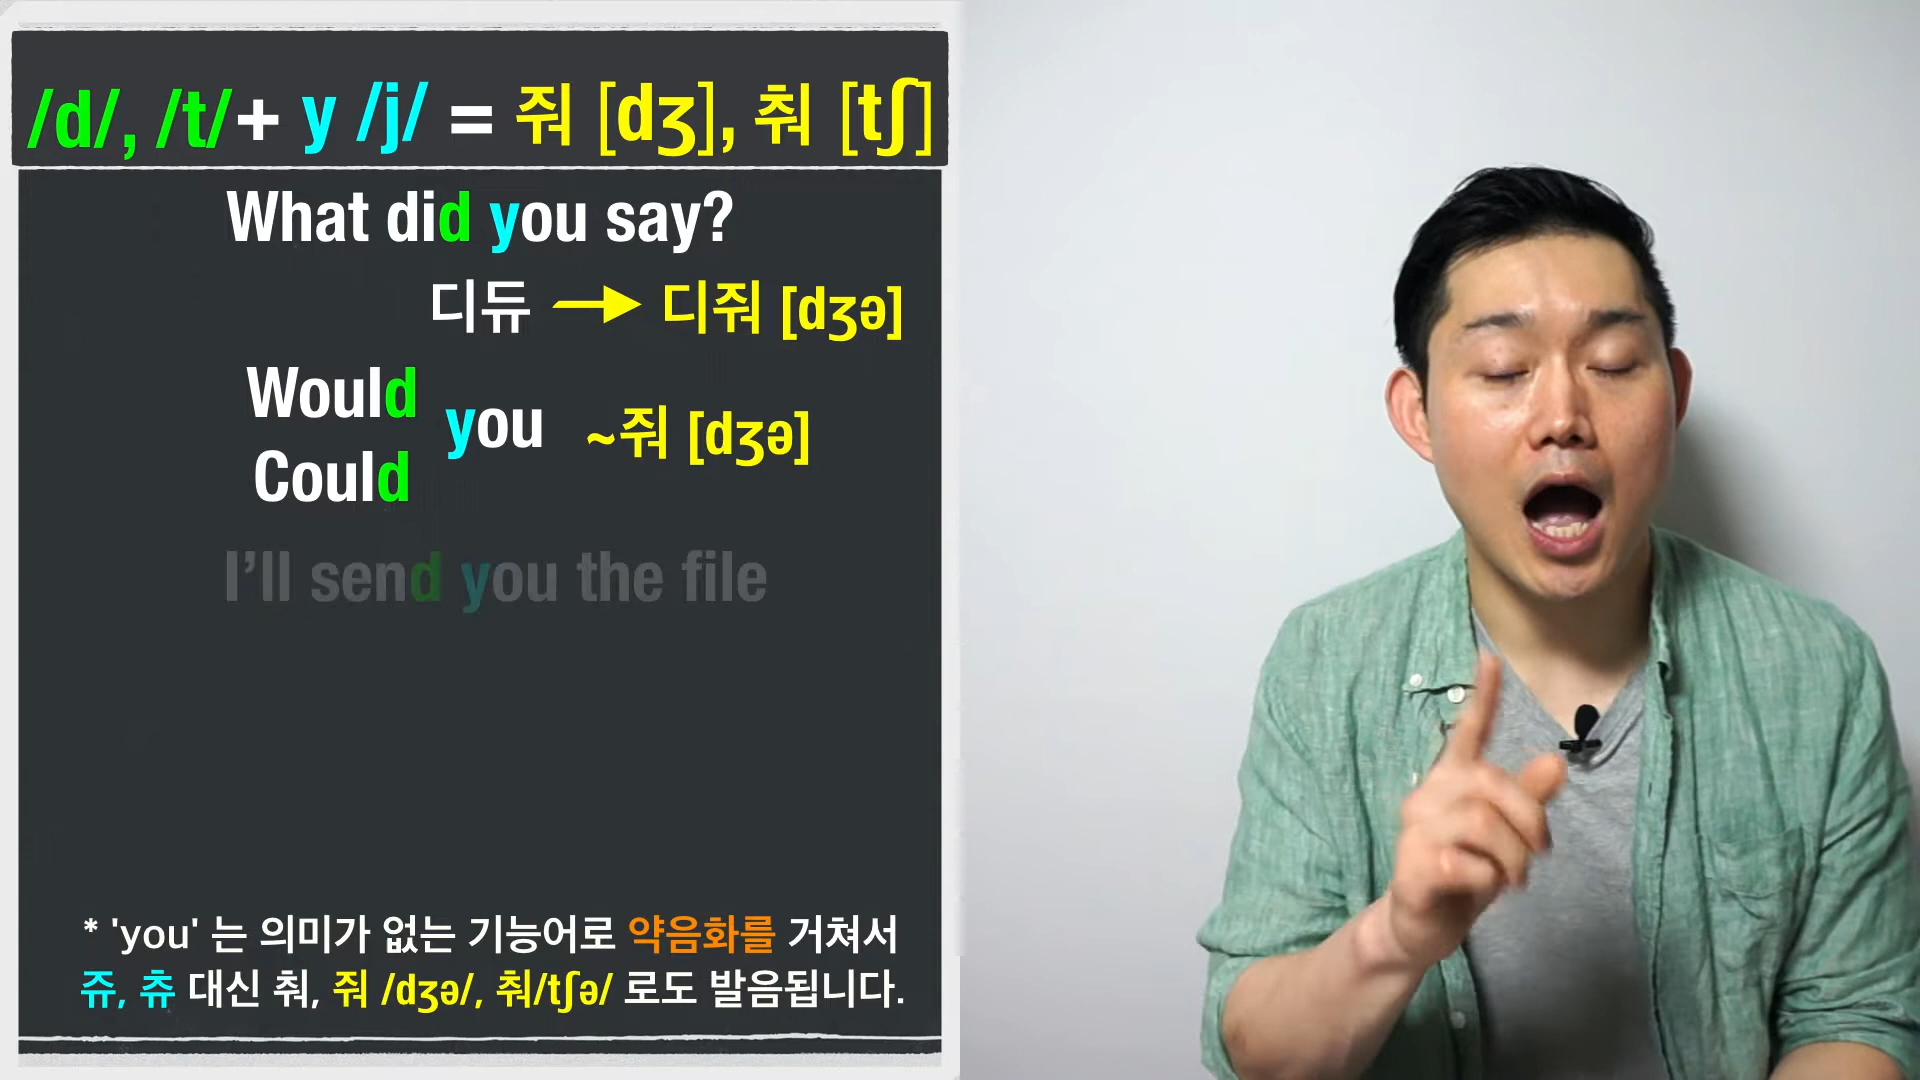 /d/, /t/+ y /j/ = 줘 [dʒ], 춰 [tʃ]
What did you say?
디듀 → 디줘 [dʒə]
Would
you ~줘 [dʒə]
Could
I’ll send you the file
* 'you' 는 의미가 없는 기능어로 약음화를 거쳐서
쥬, 츄 대신 춰, 줘 /dʒə/, 춰/tʃə/ 로도 발음됩니다.